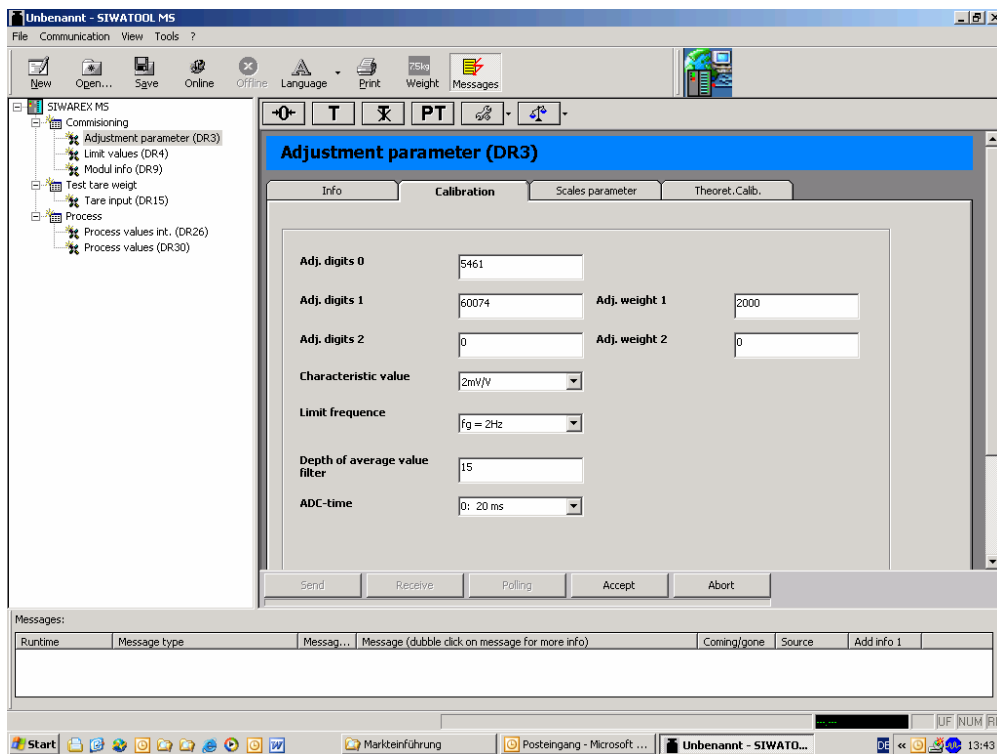 Unbenannt - SIWATOOL MS
File Communication View Tools ?
New Open... Save Online Offline Language Print 75kg Weight Messages
SIWAREX MS
Commisioning
Adjustment parameter (DR3)
Limit values (DR4)
Modul info (DR9)
Test tare weigt
Tare input (DR15)
Process
Process values int. (DR26)
Process values (DR30)
→0← T T PT
Adjustment parameter (DR3)
Info Calibration Scales parameter Theoret.Calib.
Adj. digits 0 5461
Adj. digits 1 60074 Adj. weight 1 2000
Adj. digits 2 0 Adj. weight 2 0
Characteristic value 2mV/V
Limit frequence fg = 2Hz
Depth of average value
filter 15
ADC-time 0: 20 ms
Send Receive Polling Accept Abort
Messages:
Runtime Message type Messag... Message (dubble click on message for more info) Coming/gone Source Add info 1
UF NUM
Start Markteinführung Posteingang - Microsoft ... Unbenannt - SIWATO... DE « 13:43